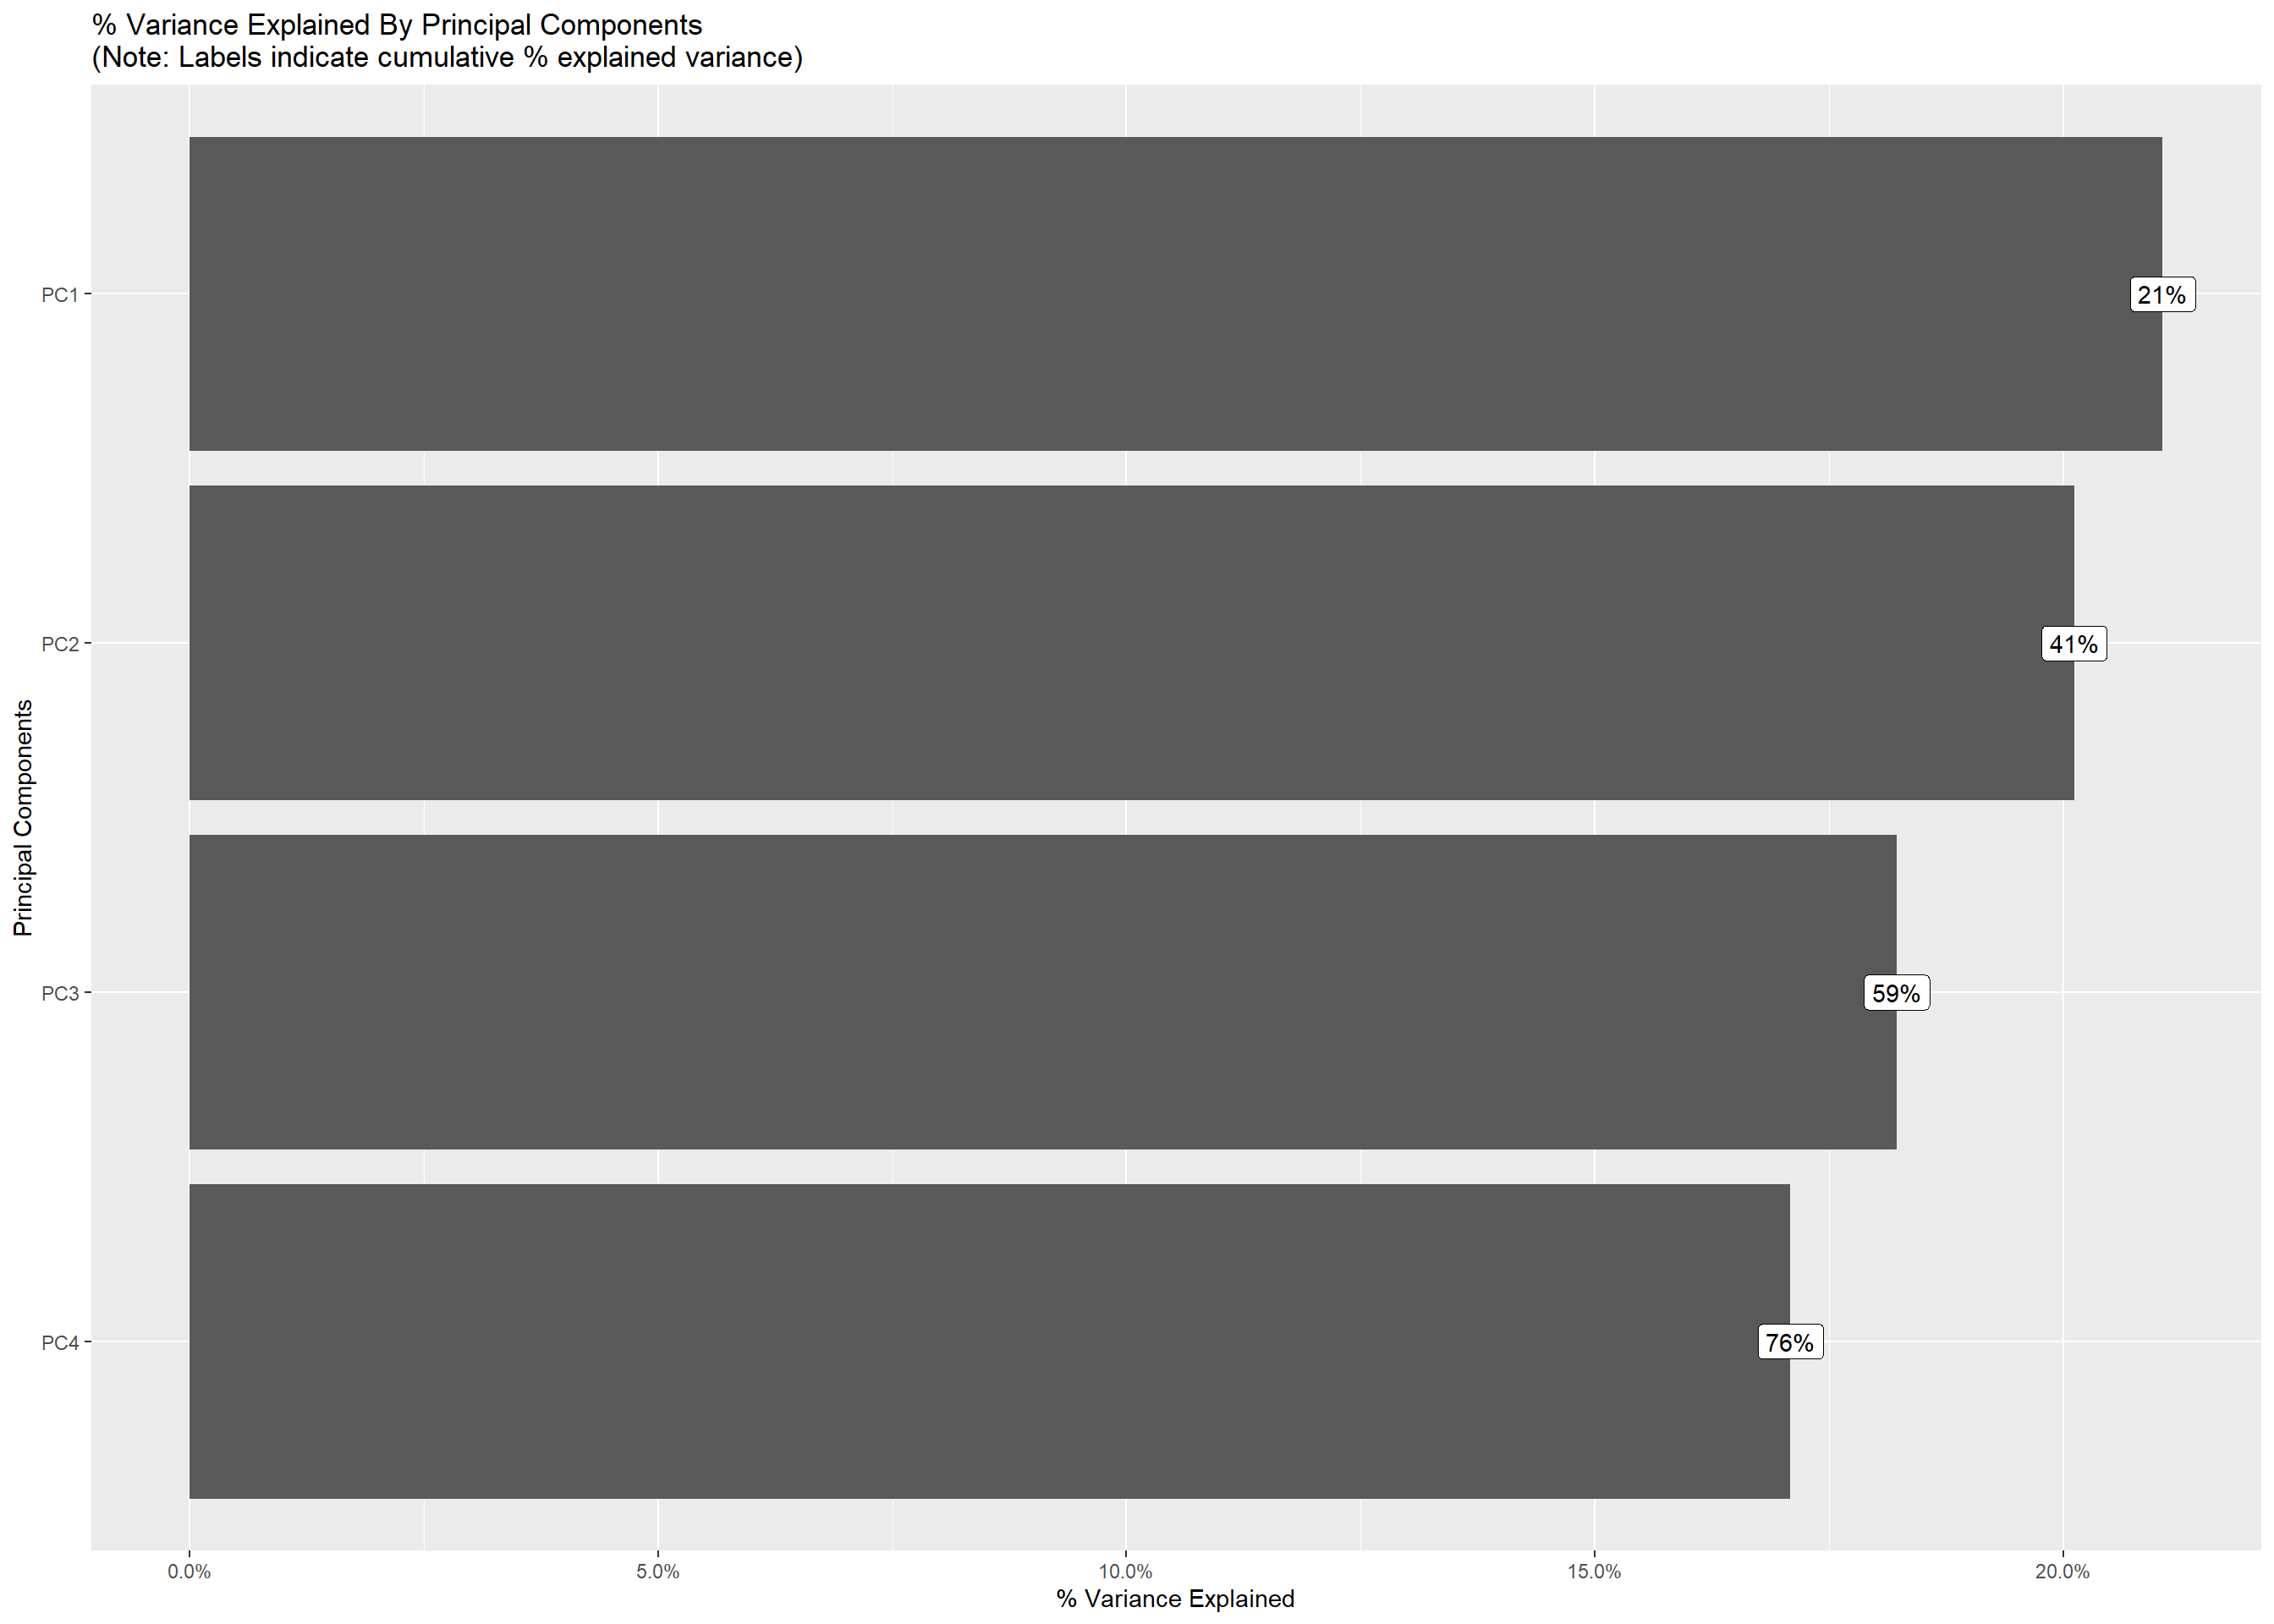 % Variance Explained By Principal Components
(Note: Labels indicate cumulative % explained variance)
PC1
21%
PC2
41%
Principal Components
PC3
59%
PC4
76%
0.0% 5.0% 10.0% 15.0% 20.0%
% Variance Explained